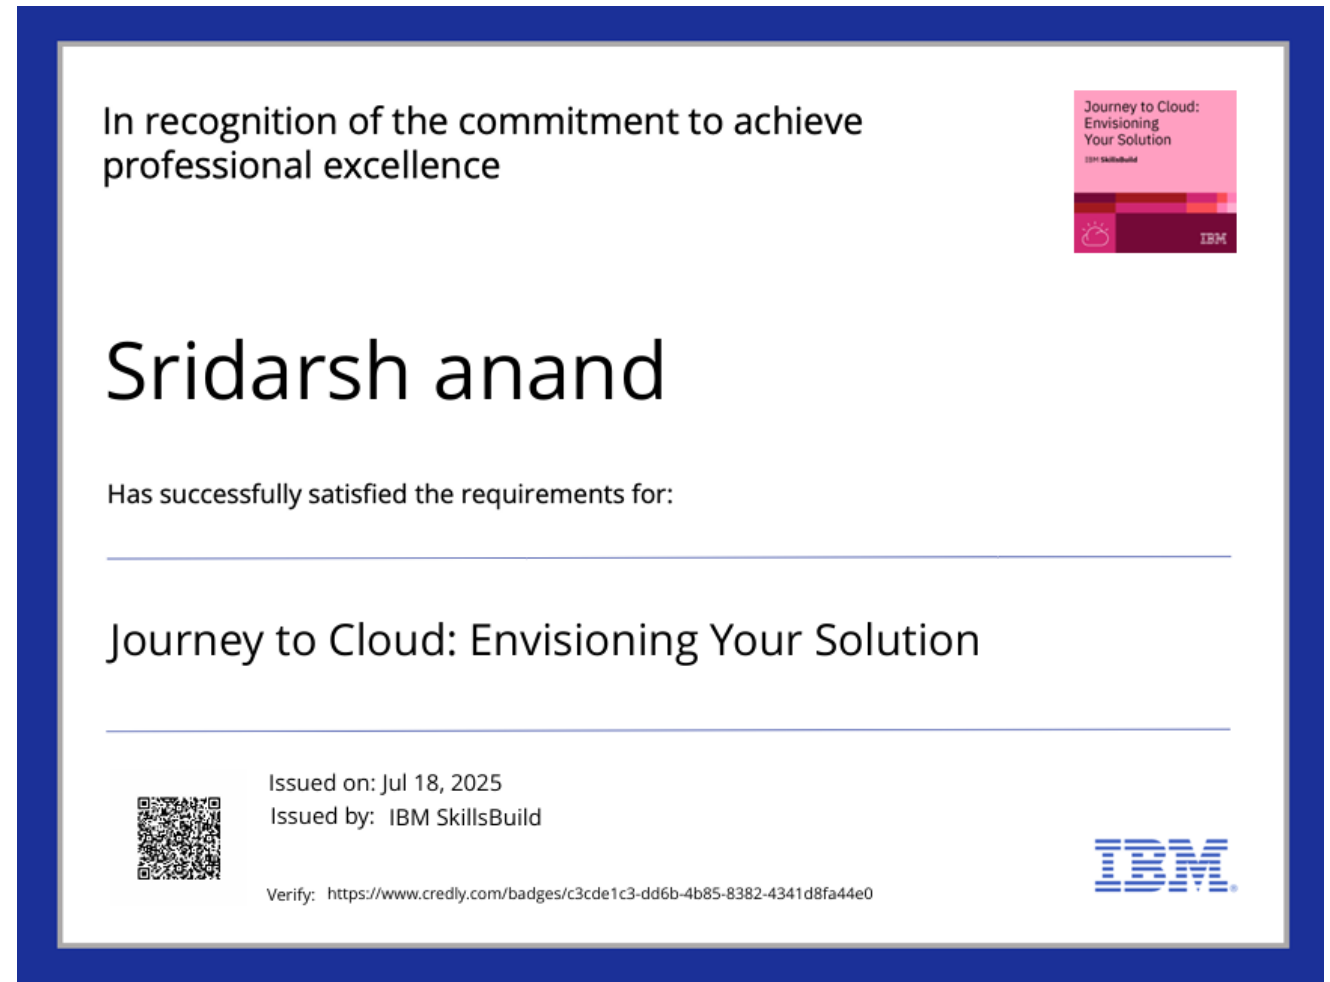 In recognition of the commitment to achieve
professional excellence
Journey to Cloud:
Envisioning
Your Solution
IBM SkillsBuild
IBM
Sridarsh anand
Has successfully satisfied the requirements for:
Journey to Cloud: Envisioning Your Solution
Issued on: Jul 18, 2025
Issued by: IBM SkillsBuild
Verify: https://www.credly.com/badges/c3cde1c3-dd6b-4b85-8382-4341d8fa44e0
IBM®